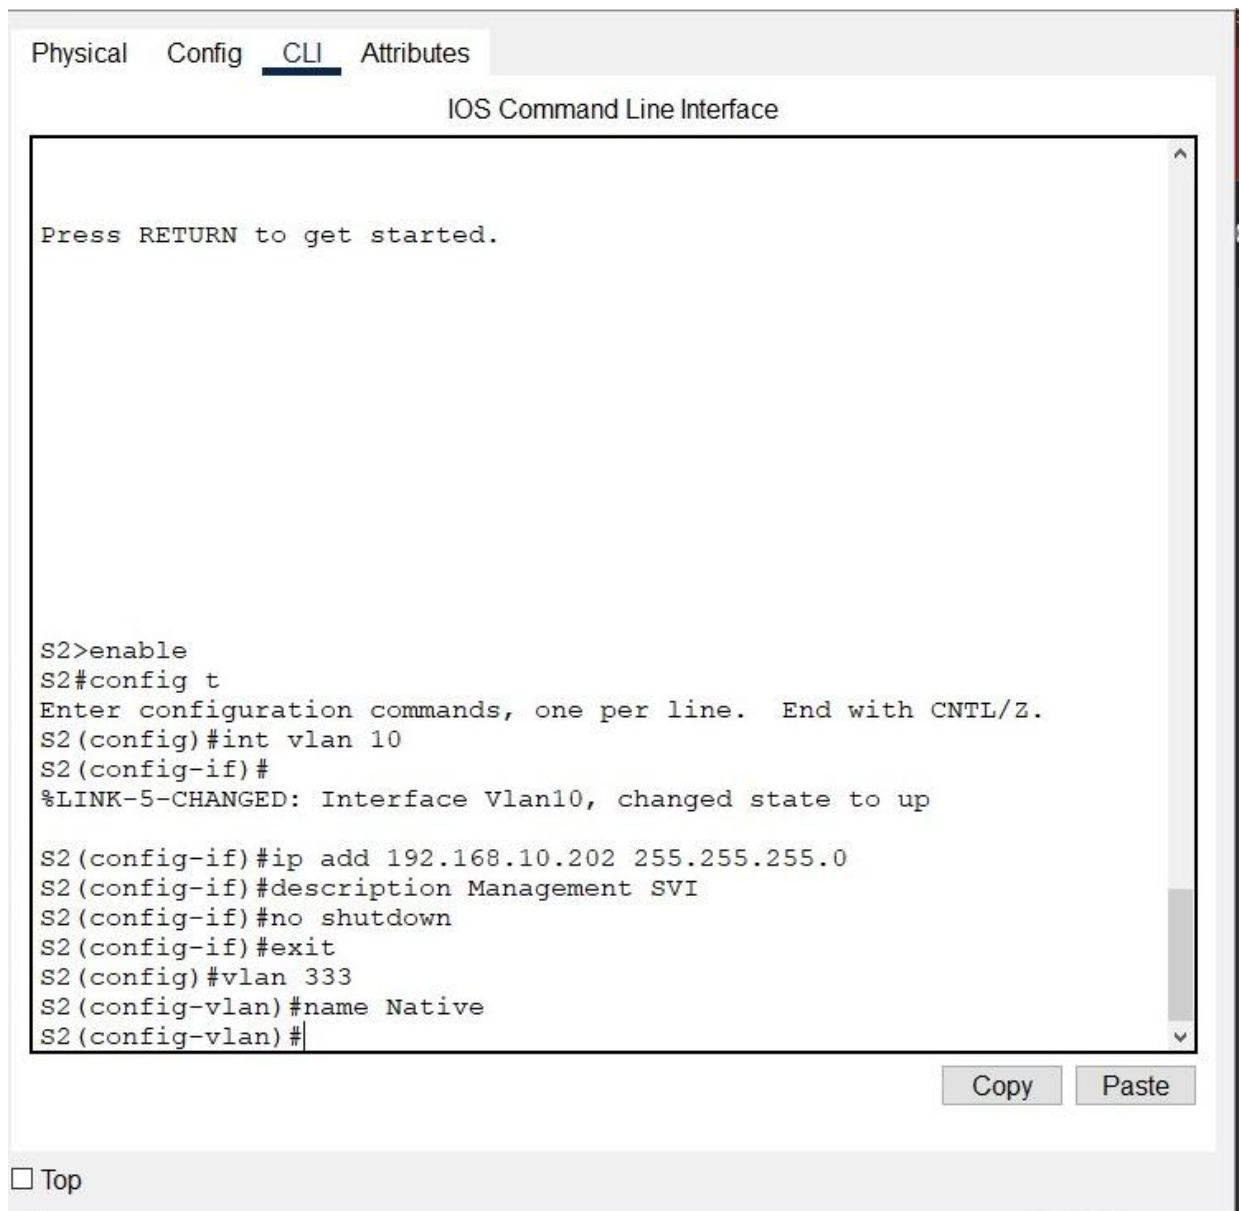 Physical Config CLI Attributes
IOS Command Line Interface
Press RETURN to get started.
S2>enable
S2#config t
Enter configuration commands, one per line.  End with CNTL/Z.
S2(config)#int vlan 10
S2(config-if)#
%LINK-5-CHANGED: Interface Vlan10, changed state to up
S2(config-if)#ip add 192.168.10.202 255.255.255.0
S2(config-if)#description Management SVI
S2(config-if)#no shutdown
S2(config-if)#exit
S2(config)#vlan 333
S2(config-vlan)#name Native
S2(config-vlan)#
Copy Paste
Top